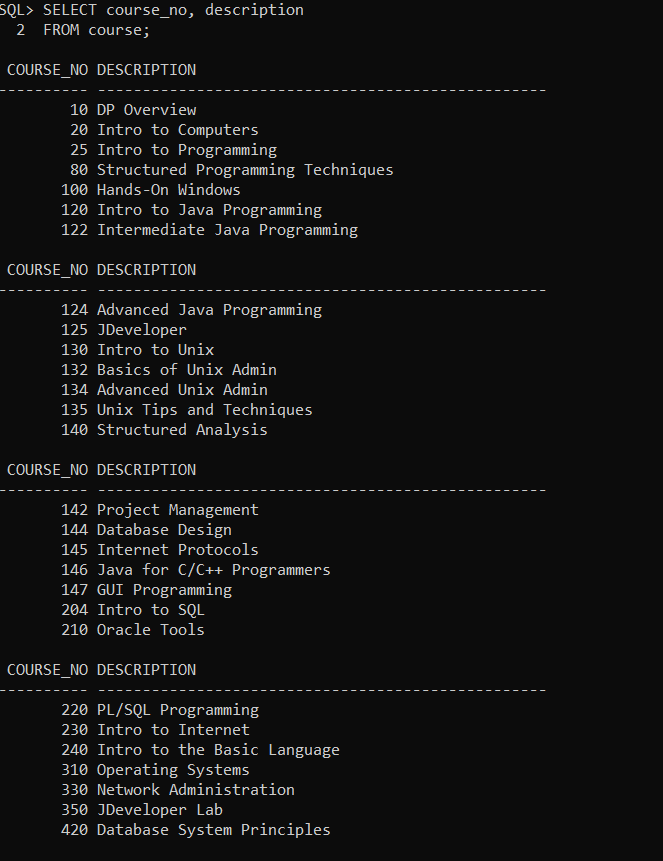 SQL> SELECT course_no, description
  2  FROM course;

 COURSE_NO DESCRIPTION
---------- --------------------------------------------------
        10 DP Overview
        20 Intro to Computers
        25 Intro to Programming
        80 Structured Programming Techniques
       100 Hands-On Windows
       120 Intro to Java Programming
       122 Intermediate Java Programming

 COURSE_NO DESCRIPTION
---------- --------------------------------------------------
       124 Advanced Java Programming
       125 JDeveloper
       130 Intro to Unix
       132 Basics of Unix Admin
       134 Advanced Unix Admin
       135 Unix Tips and Techniques
       140 Structured Analysis

 COURSE_NO DESCRIPTION
---------- --------------------------------------------------
       142 Project Management
       144 Database Design
       145 Internet Protocols
       146 Java for C/C++ Programmers
       147 GUI Programming
       204 Intro to SQL
       210 Oracle Tools

 COURSE_NO DESCRIPTION
---------- --------------------------------------------------
       220 PL/SQL Programming
       230 Intro to Internet
       240 Intro to the Basic Language
       310 Operating Systems
       330 Network Administration
       350 JDeveloper Lab
       420 Database System Principles